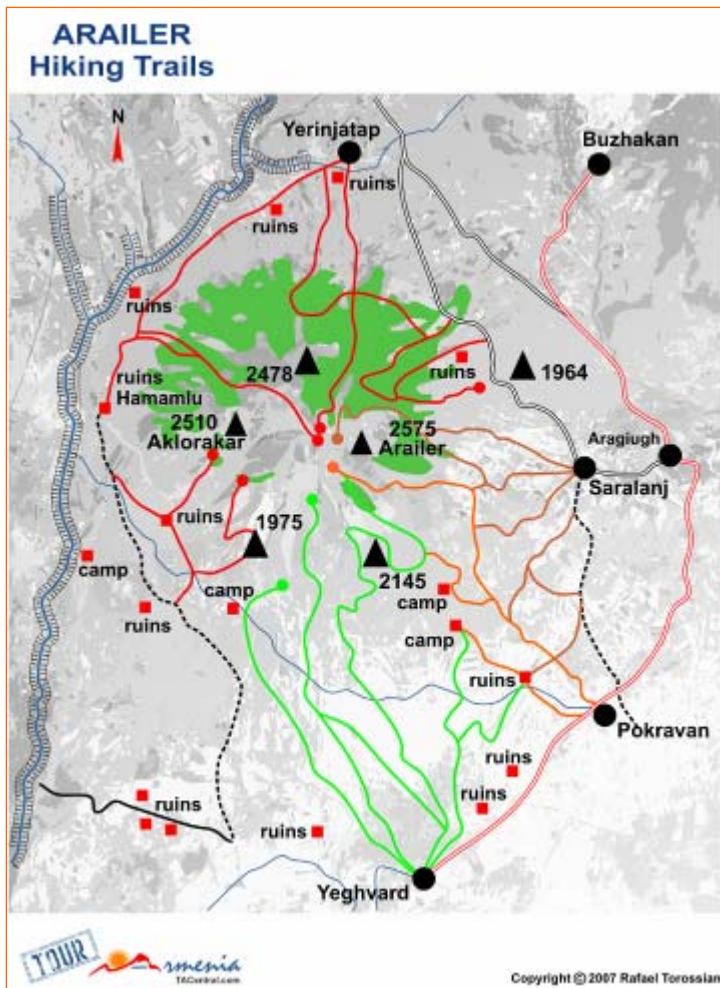 ARAILER
Hiking Trails
N
Yerinjatap
Buzhakan
ruins
ruins
ruins
2478
1964
ruins
ruins
Hamamlu
2510
Aklorakar
2575
Arailer
Aragiugh
Saralanj
ruins
1975
camp
2145
camp
camp
ruins
camp
ruins
Pokravan
ruins
ruins
ruins
ruins
Yeghvard
TOUR
rmenia
TACentral.com
Copyright © 2007 Rafael Torossian